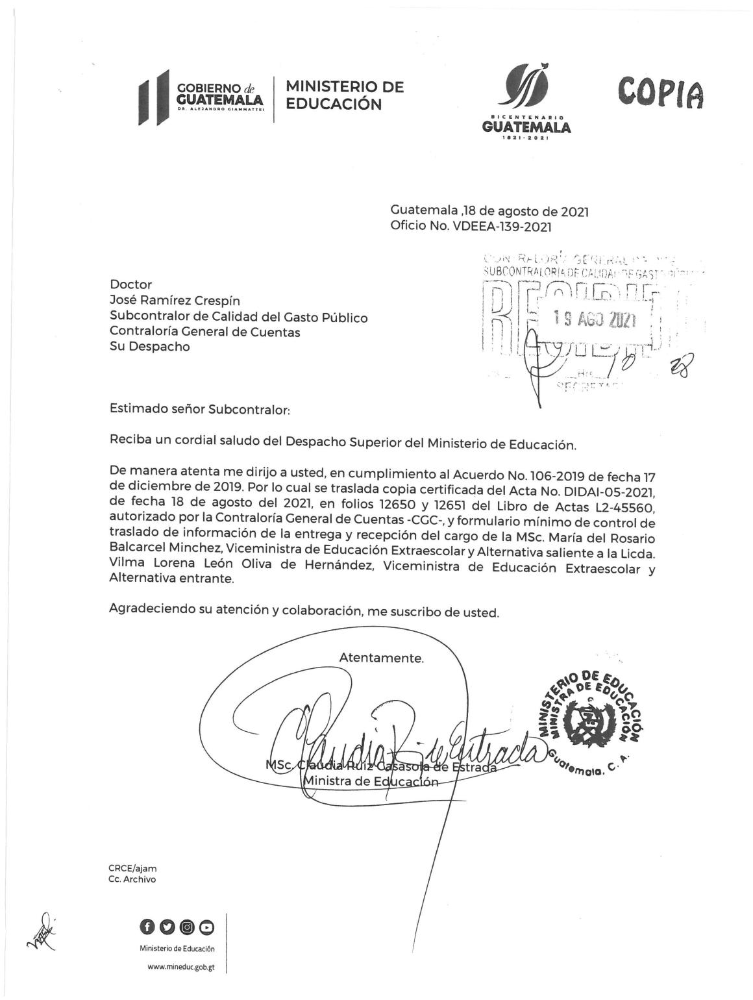 GOBIERNO de
GUATEMALA
DR. ALEJANDRO GIAMMATTEI
MINISTERIO DE
EDUCACIÓN
BICENTENARIO
GUATEMALA
1821-2021
COPIA
Guatemala ,18 de agosto de 2021
Oficio No. VDEEA-139-2021
SUBCONTRALORÍA DE CALIDAD DE GASTO
RECIBIDO
19 AGO 2021
Hrs.
Doctor
José Ramírez Crespín
Subcontralor de Calidad del Gasto Público
Contraloría General de Cuentas
Su Despacho
Estimado señor Subcontralor:
Reciba un cordial saludo del Despacho Superior del Ministerio de Educación.
De manera atenta me dirijo a usted, en cumplimiento al Acuerdo No. 106-2019 de fecha 17
de diciembre de 2019. Por lo cual se traslada copia certificada del Acta No. DIDAI-05-2021,
de fecha 18 de agosto del 2021, en folios 12650 y 12651 del Libro de Actas L2-45560,
autorizado por la Contraloría General de Cuentas -CGC-, y formulario mínimo de control de
traslado de información de la entrega y recepción del cargo de la MSc. María del Rosario
Balcarcel Minchez, Viceministra de Educación Extraescolar y Alternativa saliente a la Licda.
Vilma Lorena León Oliva de Hernández, Viceministra de Educación Extraescolar y
Alternativa entrante.
Agradeciendo su atención y colaboración, me suscribo de usted.
Atentamente.
Claudia R de Estrada
MSc. Claudia Ruiz Casasola de Estrada
Ministra de Educación
MINISTERIO DE EDUCACIÓN
MINISTRA DE EDUCACIÓN
Guatemala, C. A.
CRCE/ajam
Cc. Archivo
Ministerio de Educación
www.mineduc.gob.gt